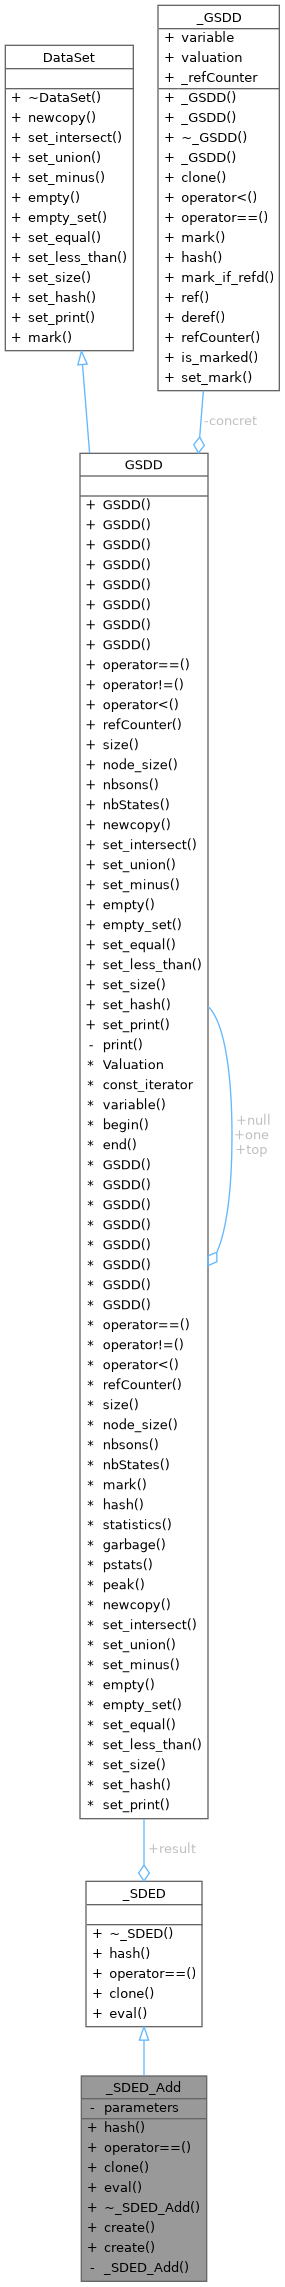 DataSet
+ ~DataSet()
+ newcopy()
+ set_intersect()
+ set_union()
+ set_minus()
+ empty()
+ empty_set()
+ set_equal()
+ set_less_than()
+ set_size()
+ set_hash()
+ set_print()
+ mark()
_GSDD
+ variable
+ valuation
+ _refCounter
+ _GSDD()
+ _GSDD()
+ ~_GSDD()
+ _GSDD()
+ clone()
+ operator<()
+ operator==()
+ mark()
+ hash()
+ mark_if_refd()
+ ref()
+ deref()
+ refCounter()
+ is_marked()
+ set_mark()
-concret
GSDD
+ GSDD()
+ GSDD()
+ GSDD()
+ GSDD()
+ GSDD()
+ GSDD()
+ GSDD()
+ GSDD()
+ operator==()
+ operator!=()
+ operator<()
+ refCounter()
+ size()
+ node_size()
+ nbsons()
+ nbStates()
+ newcopy()
+ set_intersect()
+ set_union()
+ set_minus()
+ empty()
+ empty_set()
+ set_equal()
+ set_less_than()
+ set_size()
+ set_hash()
+ set_print()
- print()
* Valuation
* const_iterator
* variable()
* begin()
* end()
* GSDD()
* GSDD()
* GSDD()
* GSDD()
* GSDD()
* GSDD()
* GSDD()
* GSDD()
* operator==()
* operator!=()
* operator<()
* refCounter()
* size()
* node_size()
* nbsons()
* nbStates()
* mark()
* hash()
* statistics()
* garbage()
* pstats()
* peak()
* newcopy()
* set_intersect()
* set_union()
* set_minus()
* empty()
* empty_set()
* set_equal()
* set_less_than()
* set_size()
* set_hash()
* set_print()
+null
+one
+top
+result
_SDED
+ ~_SDED()
+ hash()
+ operator==()
+ clone()
+ eval()
_SDED_Add
- parameters
+ hash()
+ operator==()
+ clone()
+ eval()
+ ~_SDED_Add()
+ create()
+ create()
- _SDED_Add()